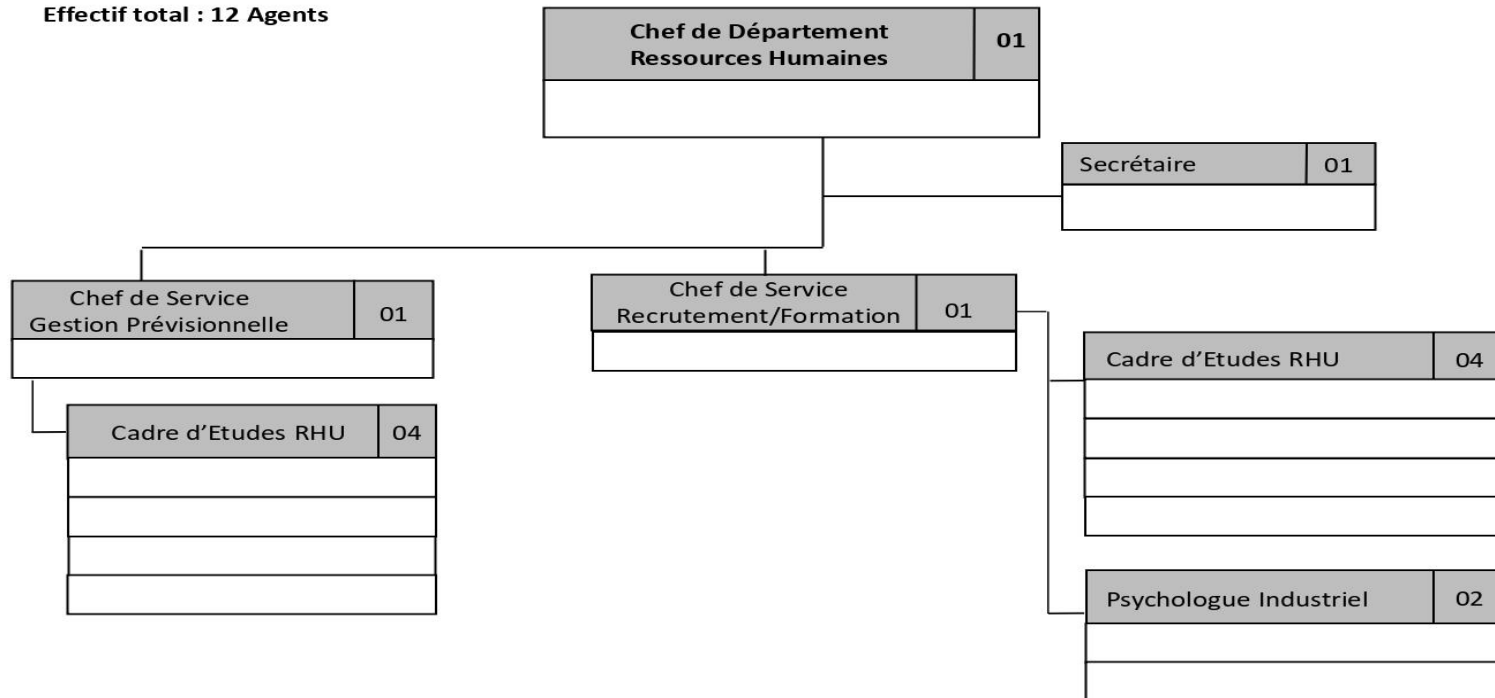 Effectif total : 12 Agents
Chef de Département
Ressources Humaines
01
Secrétaire
01
Chef de Service
Gestion Prévisionnelle
01
Chef de Service
Recrutement/Formation
01
Cadre d’Etudes RHU
04
Cadre d’Etudes RHU
04
Psychologue Industriel
02